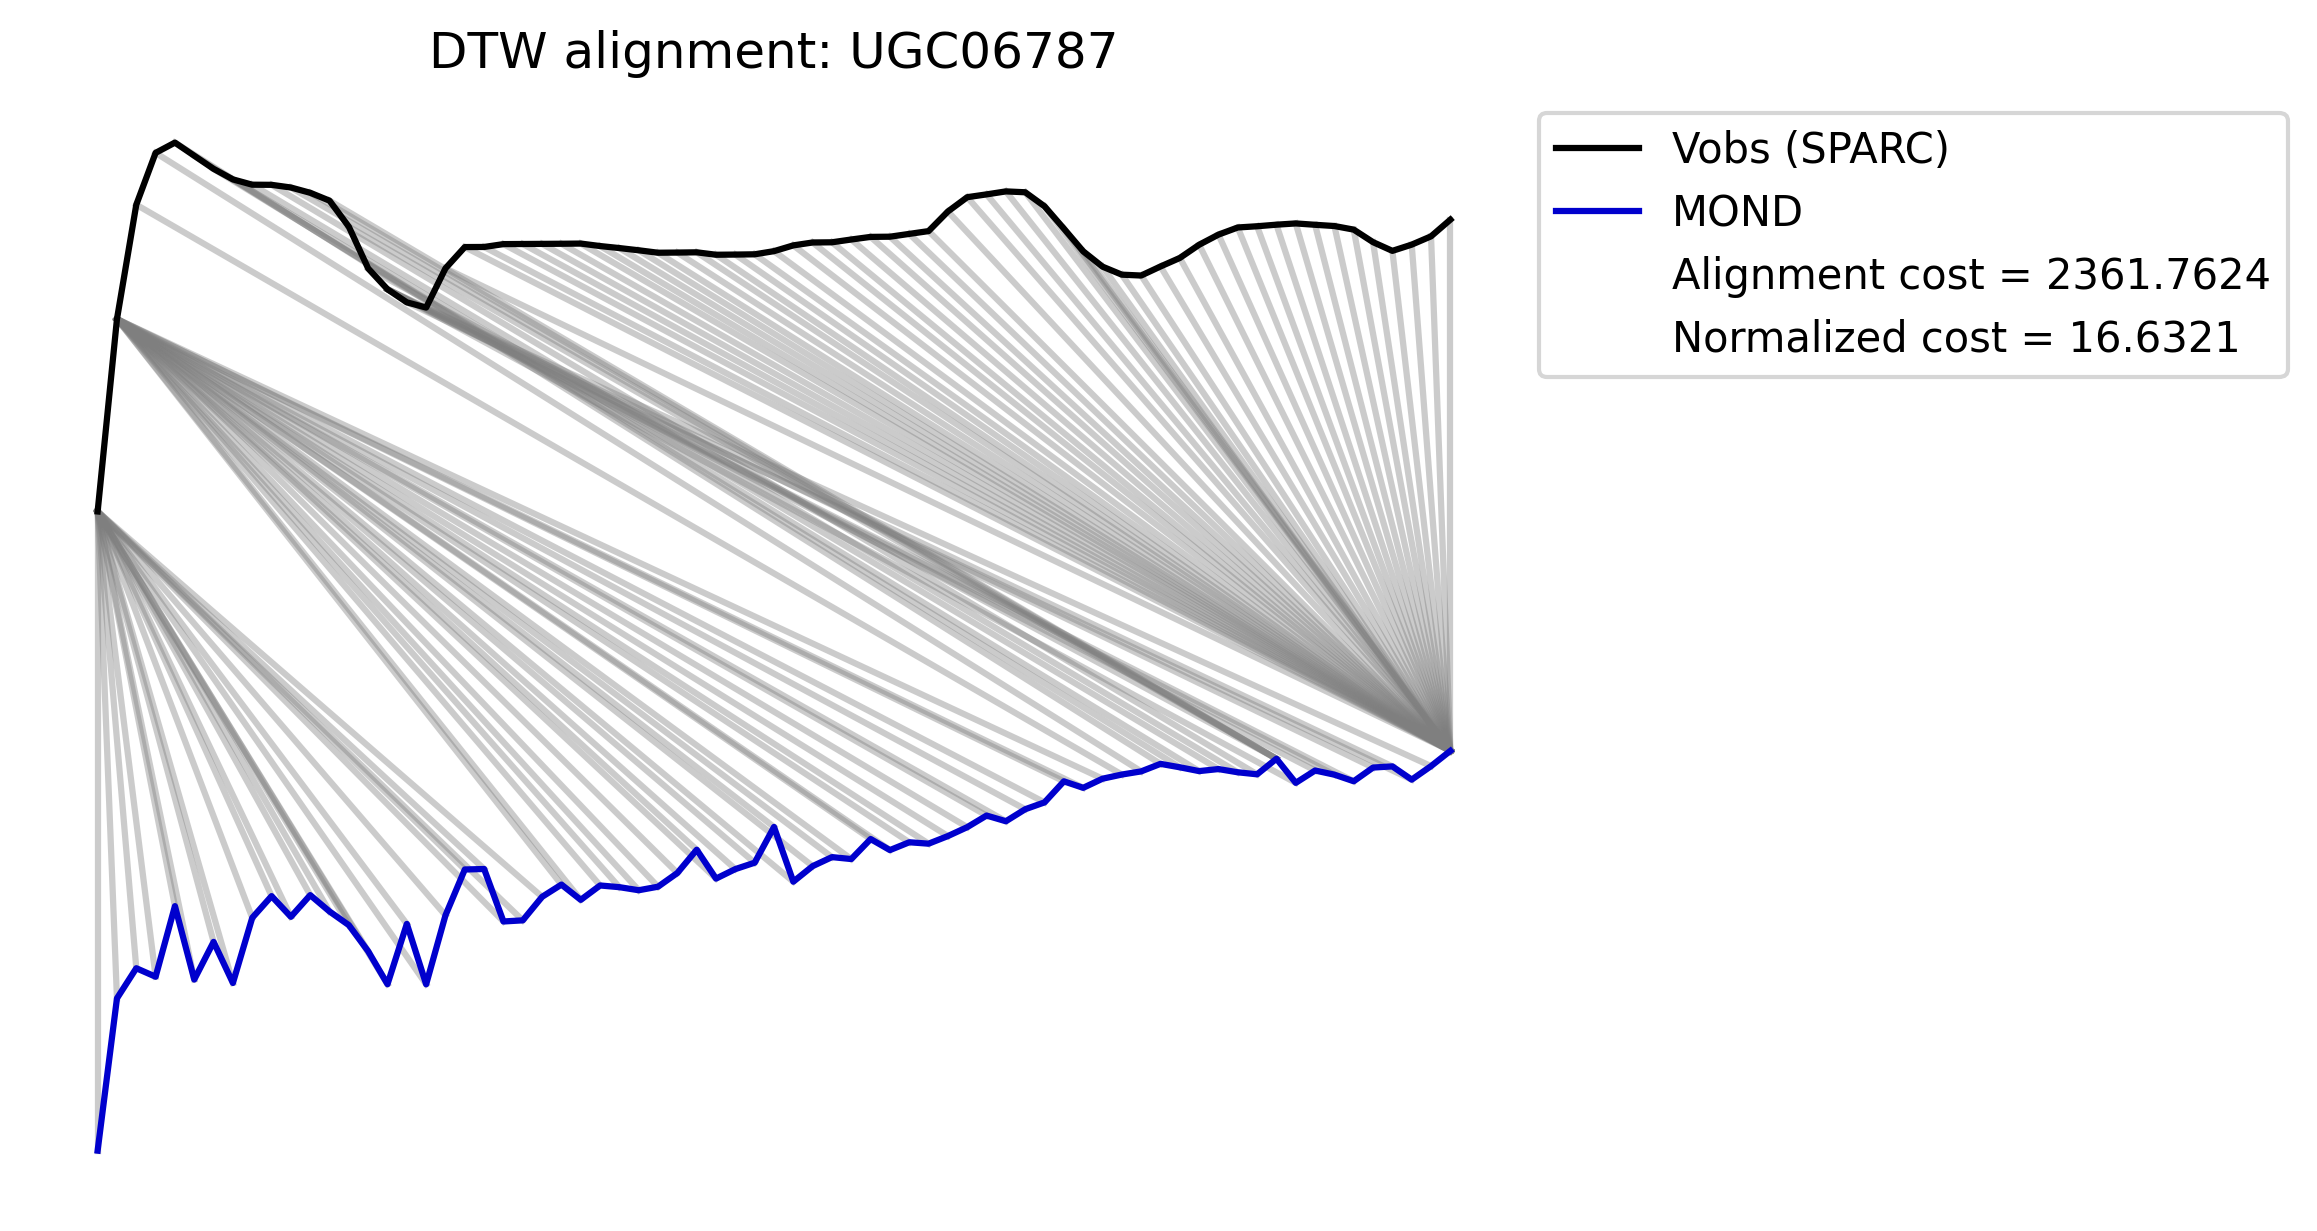 DTW alignment: UGC06787
Vobs (SPARC)
MOND
Alignment cost = 2361.7624
Normalized cost = 16.6321